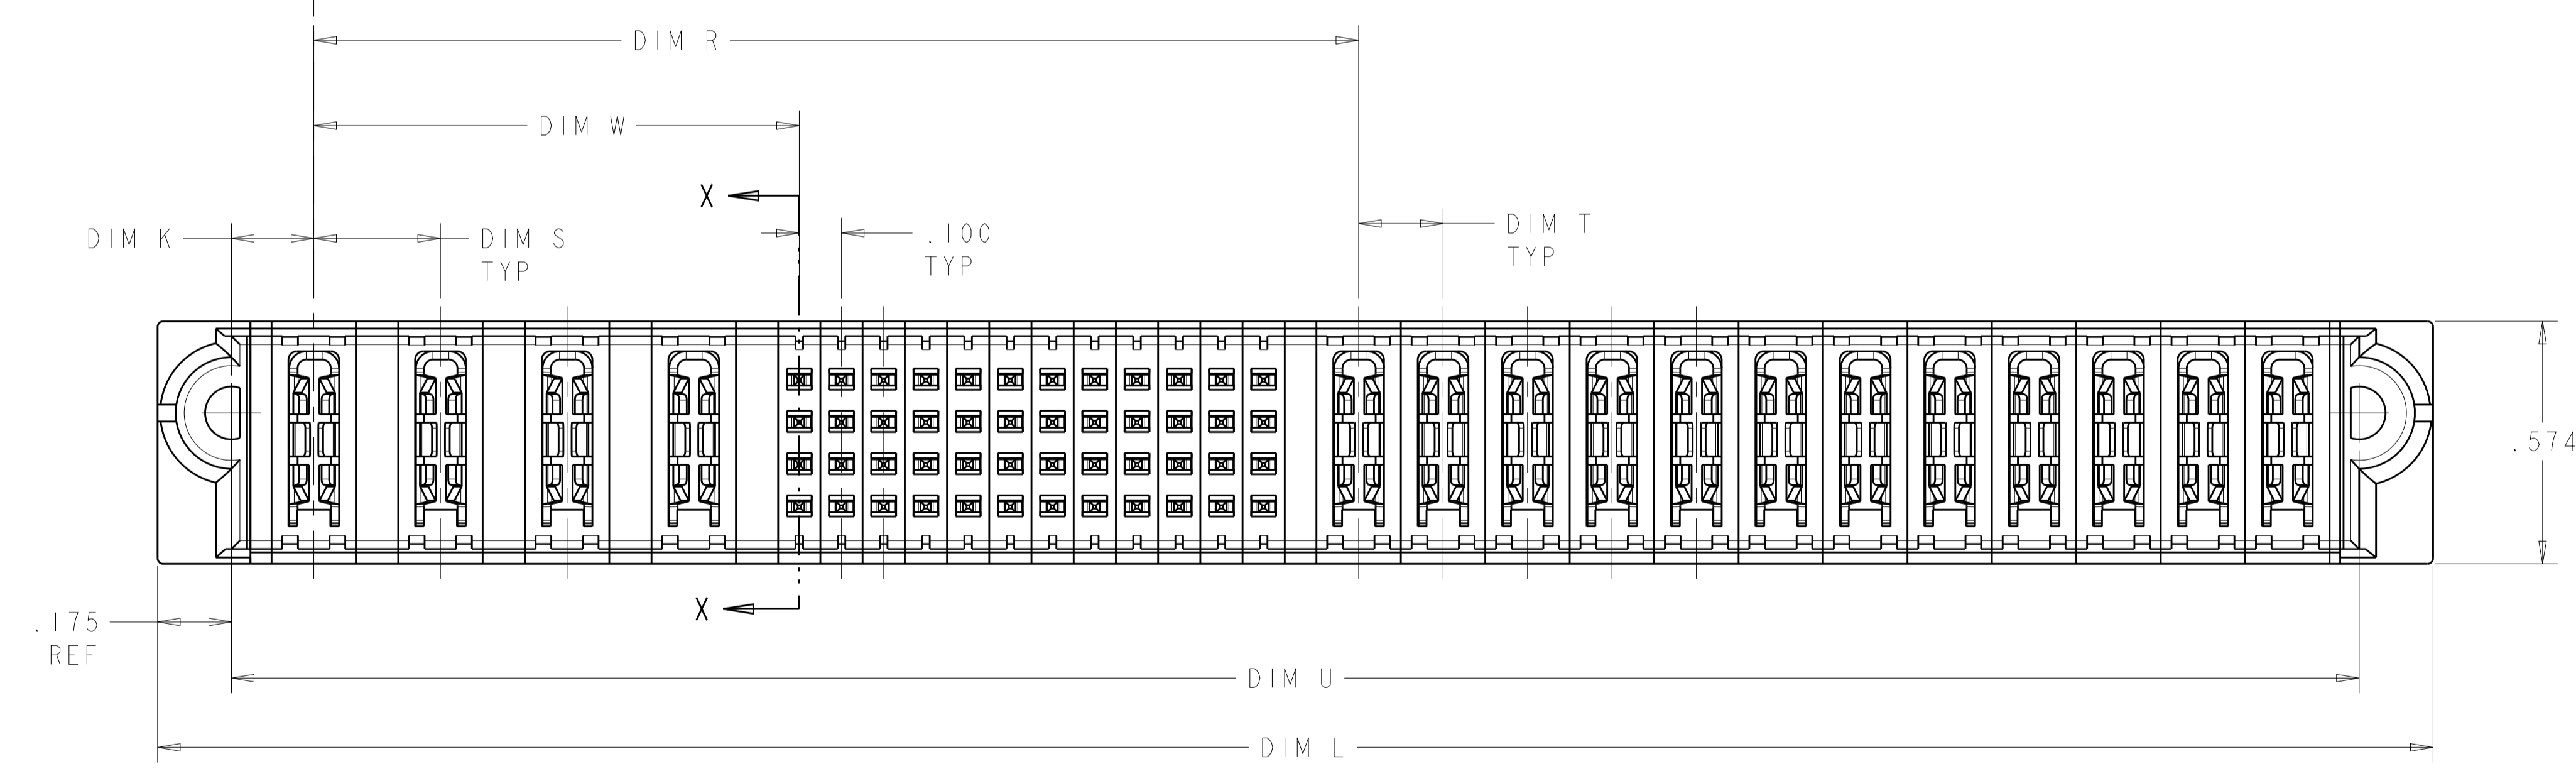 DIM R
DIM W
X
DIM K
DIM S
TYP
.100
TYP
DIM T
TYP
.574
X
.175
REF
DIM U
DIM L